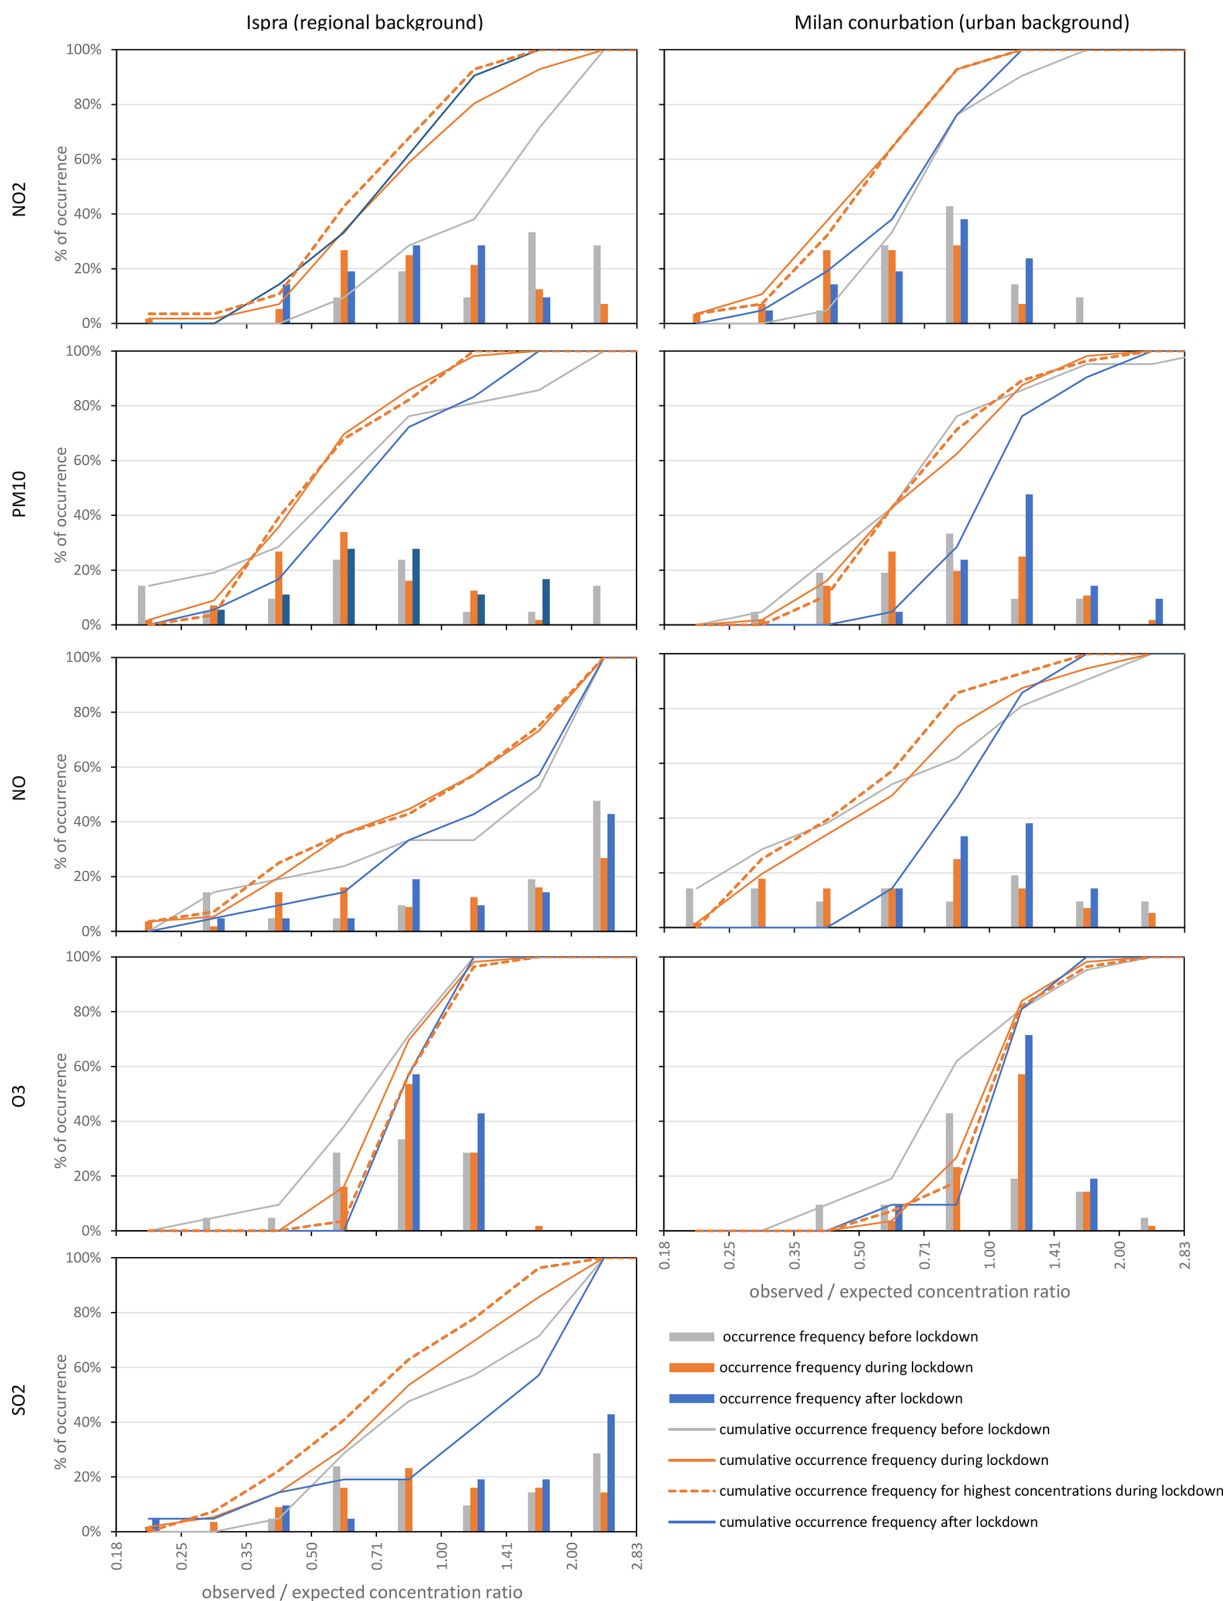 Ispra (regional background)
Milan conurbation (urban background)
NO2
% of occurrence
100%
80%
60%
40%
20%
0%
PM10
% of occurrence
100%
80%
60%
40%
20%
0%
NO
% of occurrence
100%
80%
60%
40%
20%
0%
O3
% of occurrence
100%
80%
60%
40%
20%
0%
0.18 0.25 0.35 0.50 0.71 1.00 1.41 2.00 2.83
observed / expected concentration ratio
SO2
% of occurrence
100%
80%
60%
40%
20%
0%
0.18 0.25 0.35 0.50 0.71 1.00 1.41 2.00 2.83
observed / expected concentration ratio
occurrence frequency before lockdown
occurrence frequency during lockdown
occurrence frequency after lockdown
cumulative occurrence frequency before lockdown
cumulative occurrence frequency during lockdown
cumulative occurrence frequency for highest concentrations during lockdown
cumulative occurrence frequency after lockdown